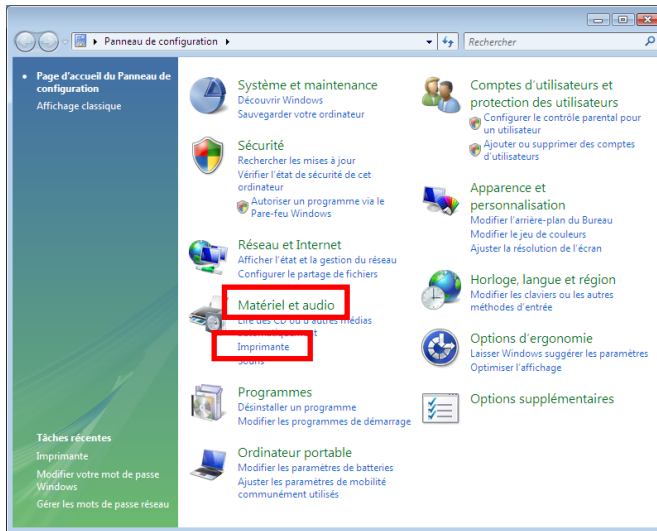 Panneau de configuration
Rechercher
Page d'accueil du Panneau de
configuration
Affichage classique
Système et maintenance
Découvrir Windows
Sauvegarder votre ordinateur
Sécurité
Rechercher les mises à jour
Vérifier l'état de sécurité de cet
ordinateur
Autoriser un programme via le
Pare-feu Windows
Réseau et Internet
Afficher l'état et la gestion du réseau
Configurer le partage de fichiers
Matériel et audio
Lire des CD ou d'autres médias
automatiquement
Imprimante
Souris
Programmes
Désinstaller un programme
Modifier les programmes de démarrage
Ordinateur portable
Modifier les paramètres de batteries
Ajuster les paramètres de mobilité
communément utilisés
Comptes d'utilisateurs et
protection des utilisateurs
Configurer le contrôle parental pour
un utilisateur
Ajouter ou supprimer des comptes
d'utilisateurs
Apparence et
personnalisation
Modifier l'arrière-plan du Bureau
Modifier le jeu de couleurs
Ajuster la résolution de l'écran
Horloge, langue et région
Modifier les claviers ou les autres
méthodes d'entrée
Options d'ergonomie
Laisser Windows suggérer les paramètres
Optimiser l'affichage
Options supplémentaires
Tâches récentes
Imprimante
Modifier votre mot de passe
Windows
Gérer les mots de passe réseau